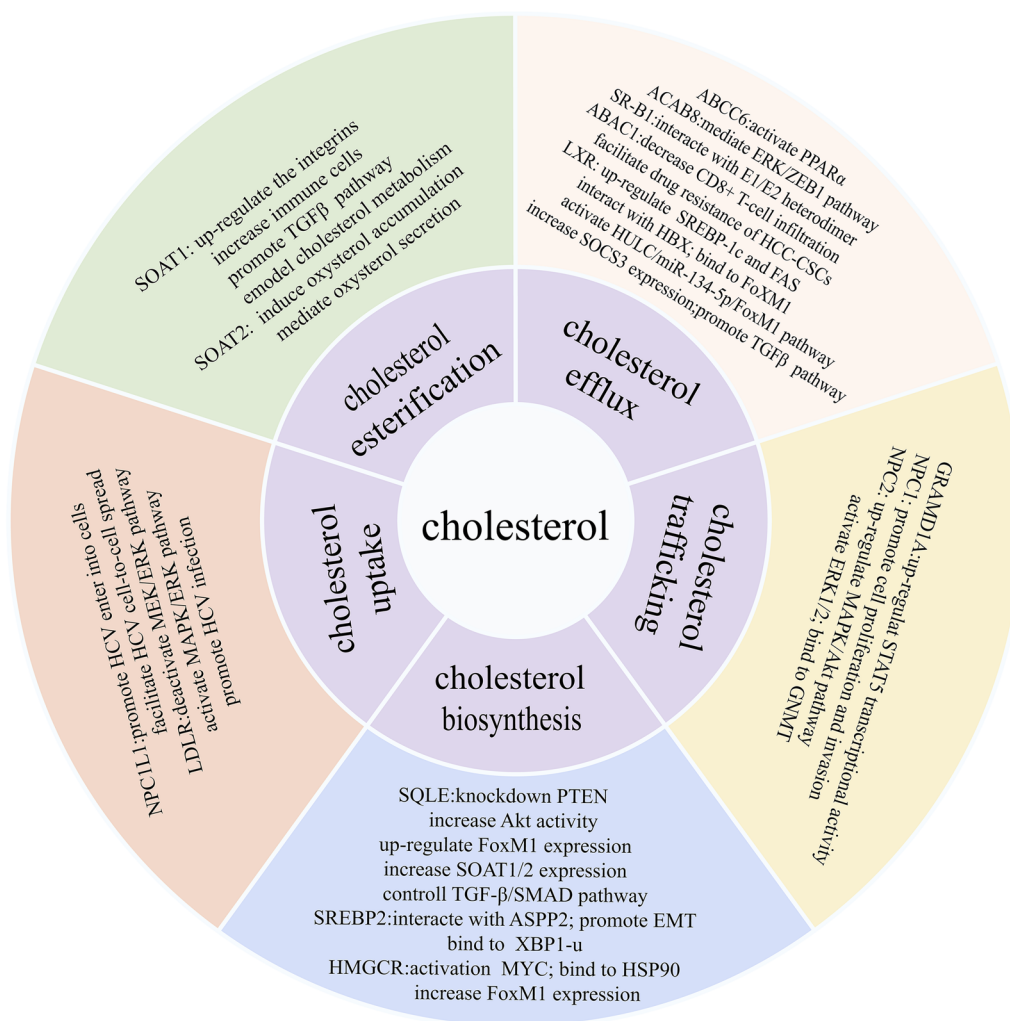 cholesterol
cholesterol
esterification
cholesterol
efflux
cholesterol
trafficking
cholesterol
biosynthesis
cholesterol
uptake
SOAT1: up-regulate the integrins
increase immune cells
promote TGFβ pathway
emodel cholesterol metabolism
SOAT2: induce oxysterol accumulation
mediate oxysterol secretion
ABCC6:activate PPARα
ACAB8:mediate ERK/ZEB1 pathway
SR-B1:interact with E1/E2 heterodimer
ABAC1:decrease CD8+ T-cell infiltration
facilitate drug resistance of HCC-CSCs
LXR: up-regulate SREBP-1c and FAS
interact with HBX; bind to FoXM1
activate HULC/miR-134-5p/FoxM1 pathway
increase SOCS3 expression;promote TGFβ pathway
GRAMD1A:up-regulat STAT5 transcriptional activity
NPC1: promote cell proliferation and invasion
NPC2: up-regulate MAPK/Akt pathway
activate ERK1/2; bind to GNMT
SQLE:knockdown PTEN
increase Akt activity
up-regulate FoxM1 expression
increase SOAT1/2 expression
controll TGF-β/SMAD pathway
SREBP2:interacte with ASPP2; promote EMT
bind to XBP1-u
HMGCR:activation MYC; bind to HSP90
increase FoxM1 expression
NPC1L1:promote HCV enter into cells
facilitate HCV cell-to-cell spread
LDLR:deactivate MEK/ERK pathway
activate MAPK/ERK pathway
promote HCV infection